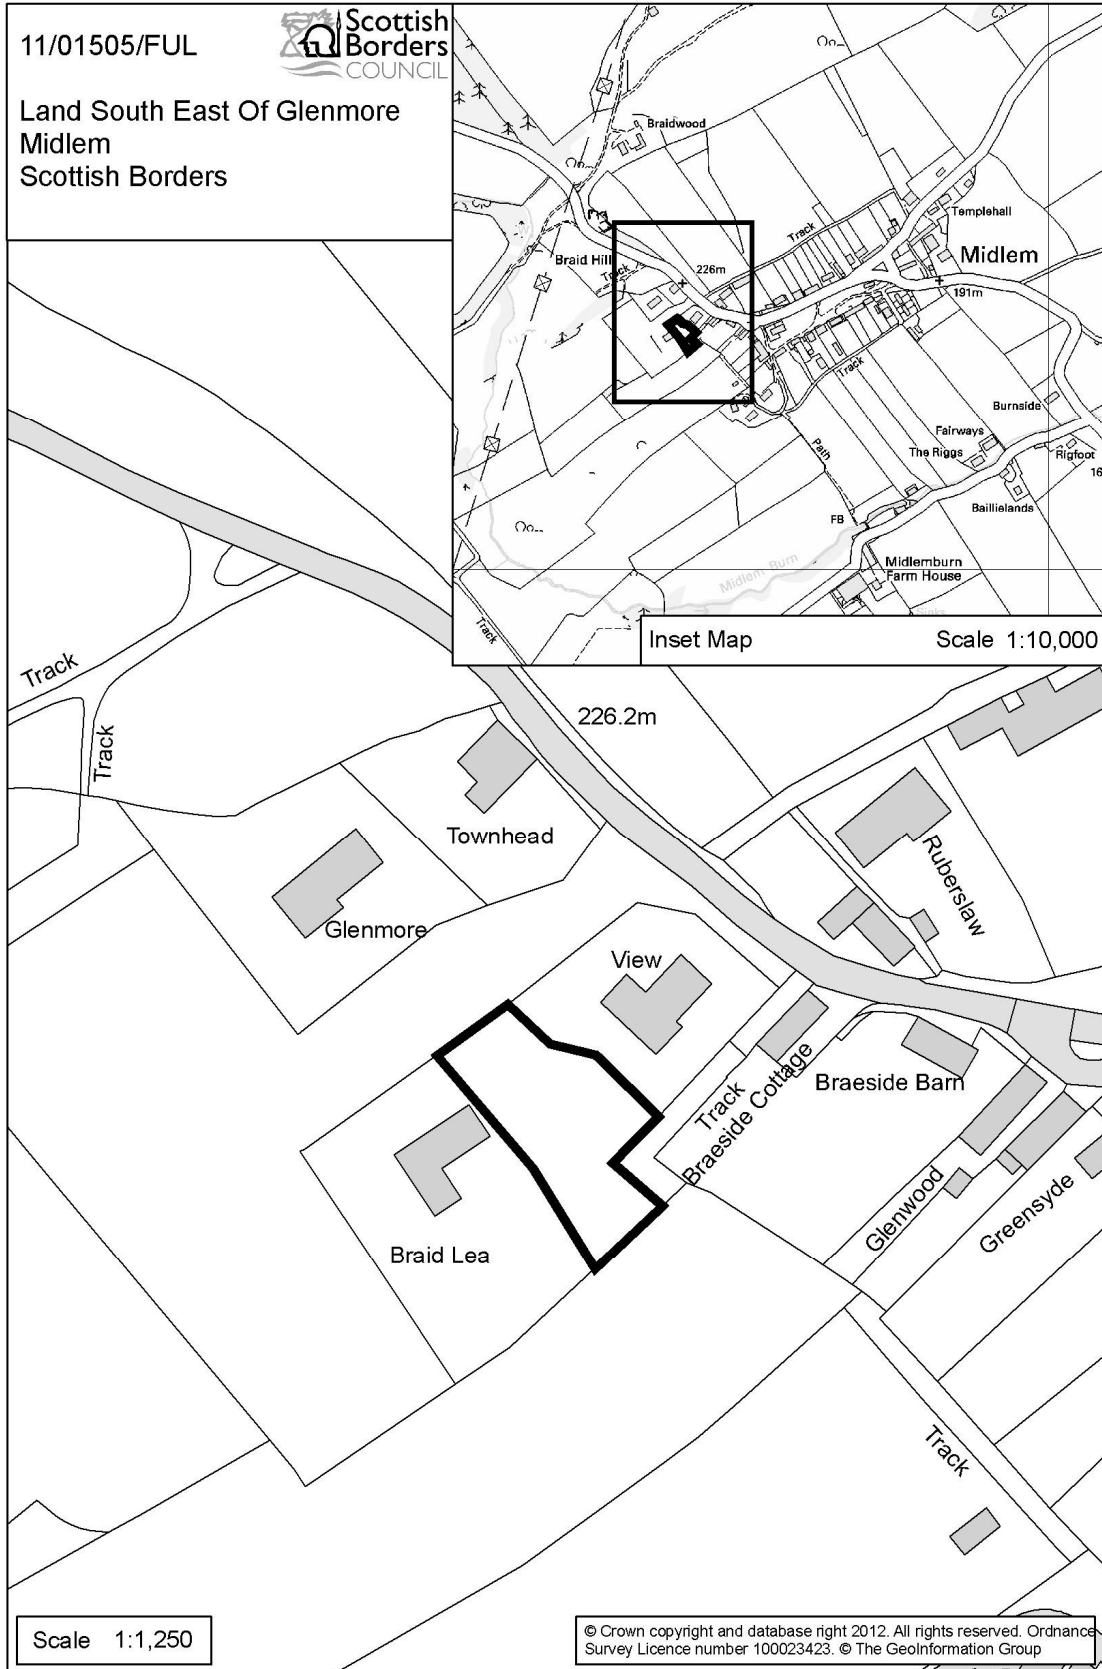 11/01505/FUL
Scottish
Borders
COUNCIL
Land South East Of Glenmore
Midlem
Scottish Borders
Braidwood
Templehall
Track
Midlem
Braid Hill
226m
Track
191m
Track
Burnside
Fairways
The Riggs
Rigfoot
Path
16
Baillielands
FB
Midlemburn
Farm House
Midlem Burn
Sinks
Track
Inset Map
Scale 1:10,000
Track
226.2m
Track
Townhead
Ruberslaw
Glenmore
View
Track
Braeside Cottage
Braeside Barn
Glenwood
Greensyde
Braid Lea
Track
Scale 1:1,250
© Crown copyright and database right 2012. All rights reserved. Ordnance
Survey Licence number 100023423. © The GeoInformation Group